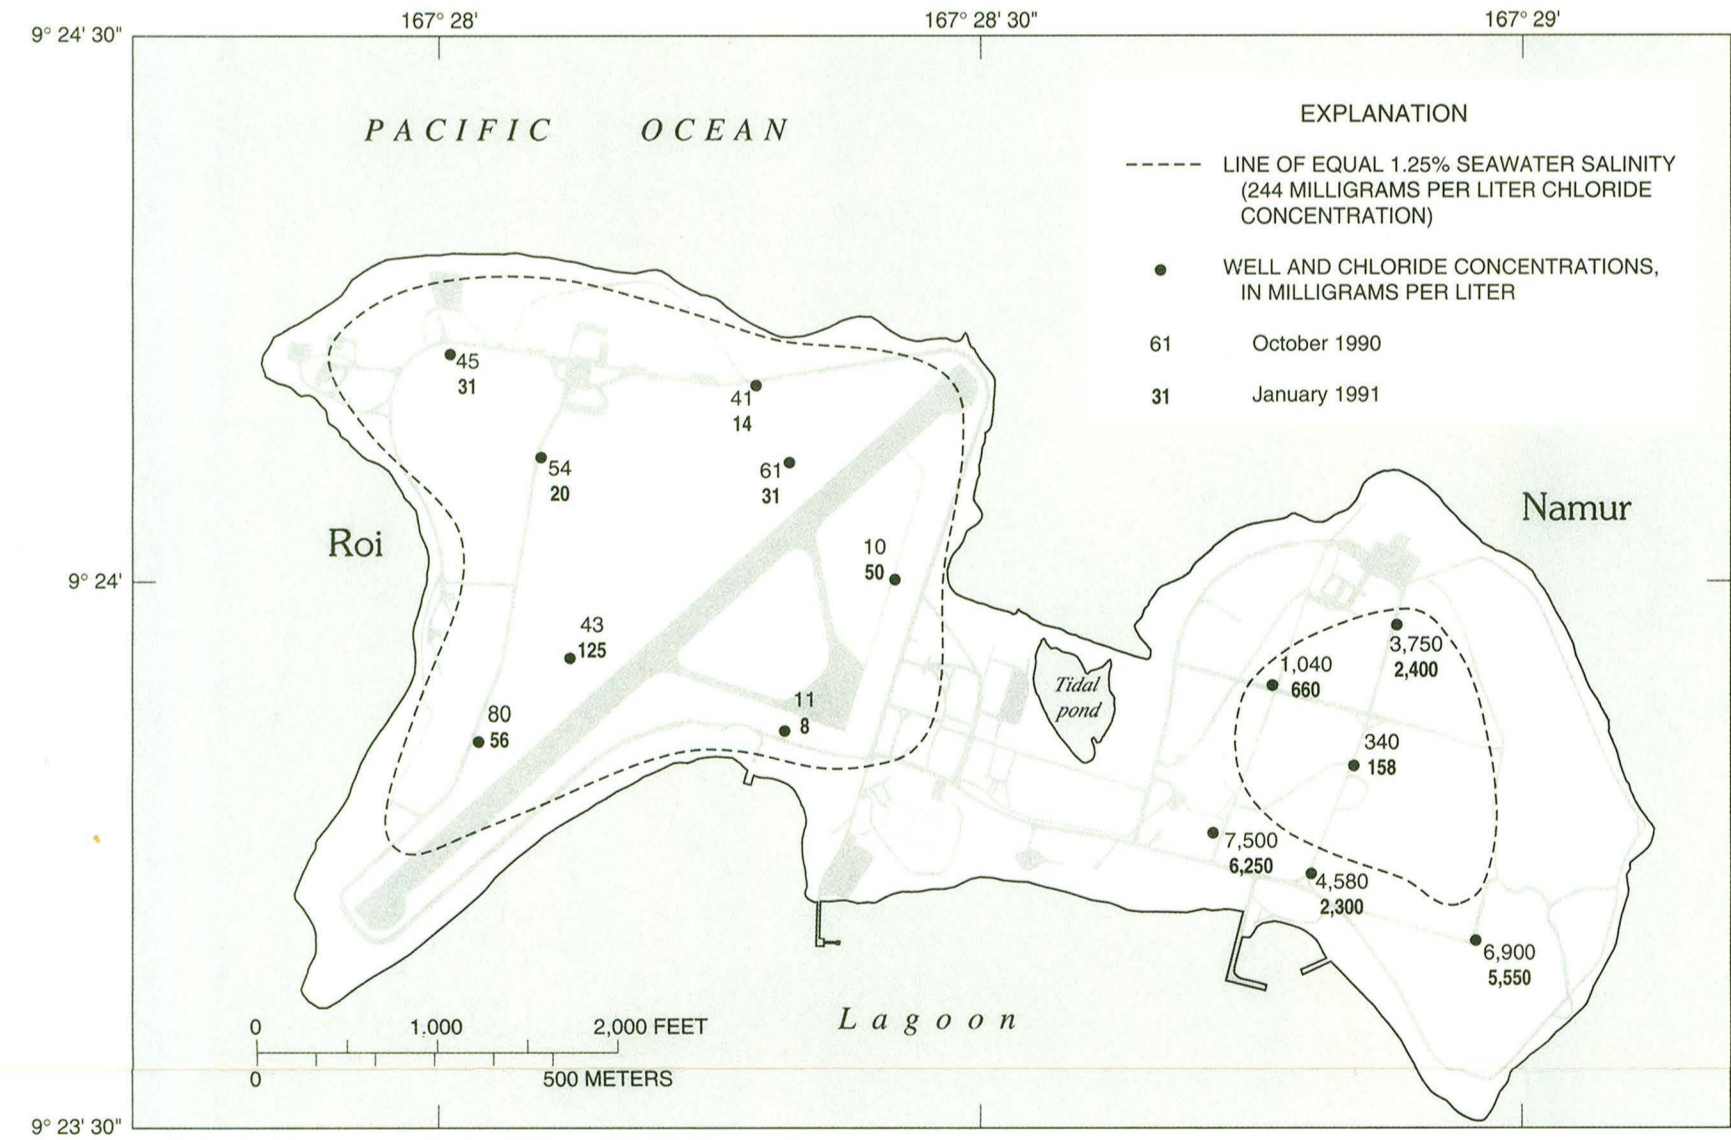 167° 28'
167° 28' 30"
167° 29'
9° 24' 30"
PACIFIC OCEAN
EXPLANATION
LINE OF EQUAL 1.25% SEAWATER SALINITY
(244 MILLIGRAMS PER LITER CHLORIDE
CONCENTRATION)
WELL AND CHLORIDE CONCENTRATIONS,
IN MILLIGRAMS PER LITER
61 October 1990
31 January 1991
45
31
41
14
54
20
61
31
Roi
Namur
10
50
9° 24'
43
125
80
56
11
8
Tidal
pond
3,750
2,400
1,040
660
340
158
7,500
6,250
4,580
2,300
6,900
5,550
Lagoon
0 1,000 2,000 FEET
0 500 METERS
9° 23' 30"